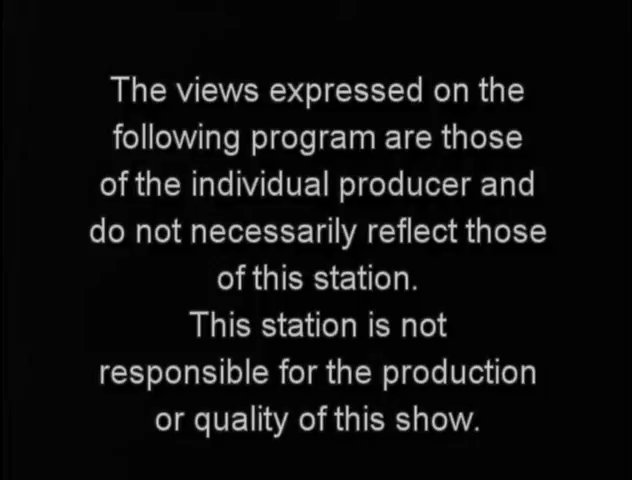 The views expressed on the
following program are those
of the individual producer and
do not necessarily reflect those
of this station.
This station is not
responsible for the production
or quality of this show.